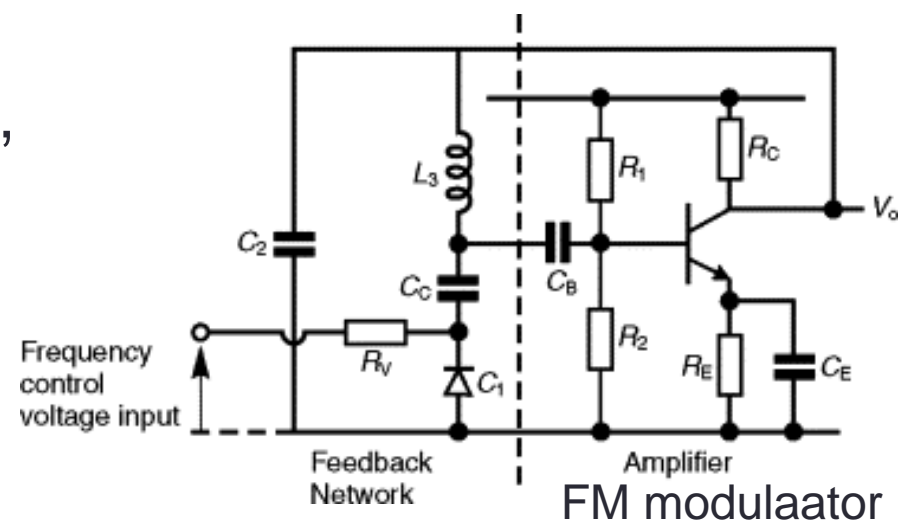 ,
L3
R1
RC
Vo
C2
CC
CB
RV
C1
R2
RE
CE
Frequency
control
voltage input
Feedback
Network
Amplifier
FM modulaator